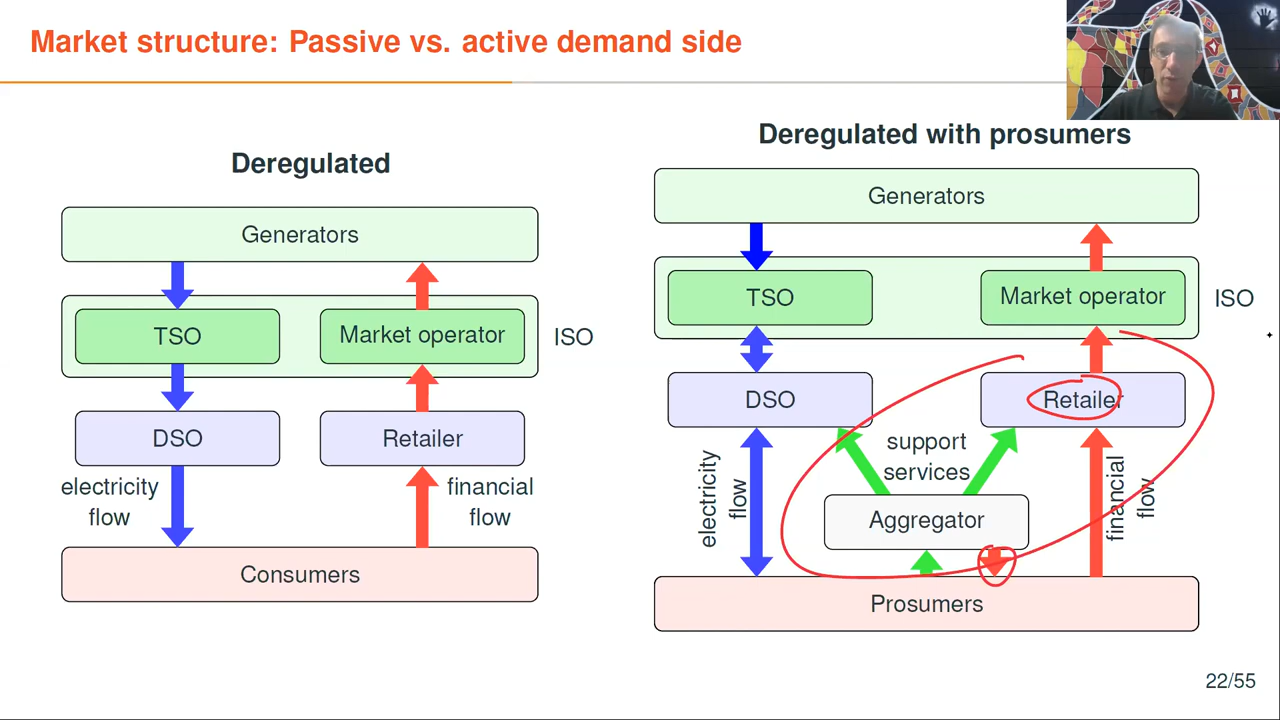 Market structure: Passive vs. active demand side
Deregulated
Generators
TSO
Market operator
ISO
DSO
Retailer
electricity
flow
financial
flow
Consumers
Deregulated with prosumers
Generators
TSO
Market operator
ISO
DSO
Retailer
support
services
electricity
flow
Aggregator
financial
flow
Prosumers
22/55